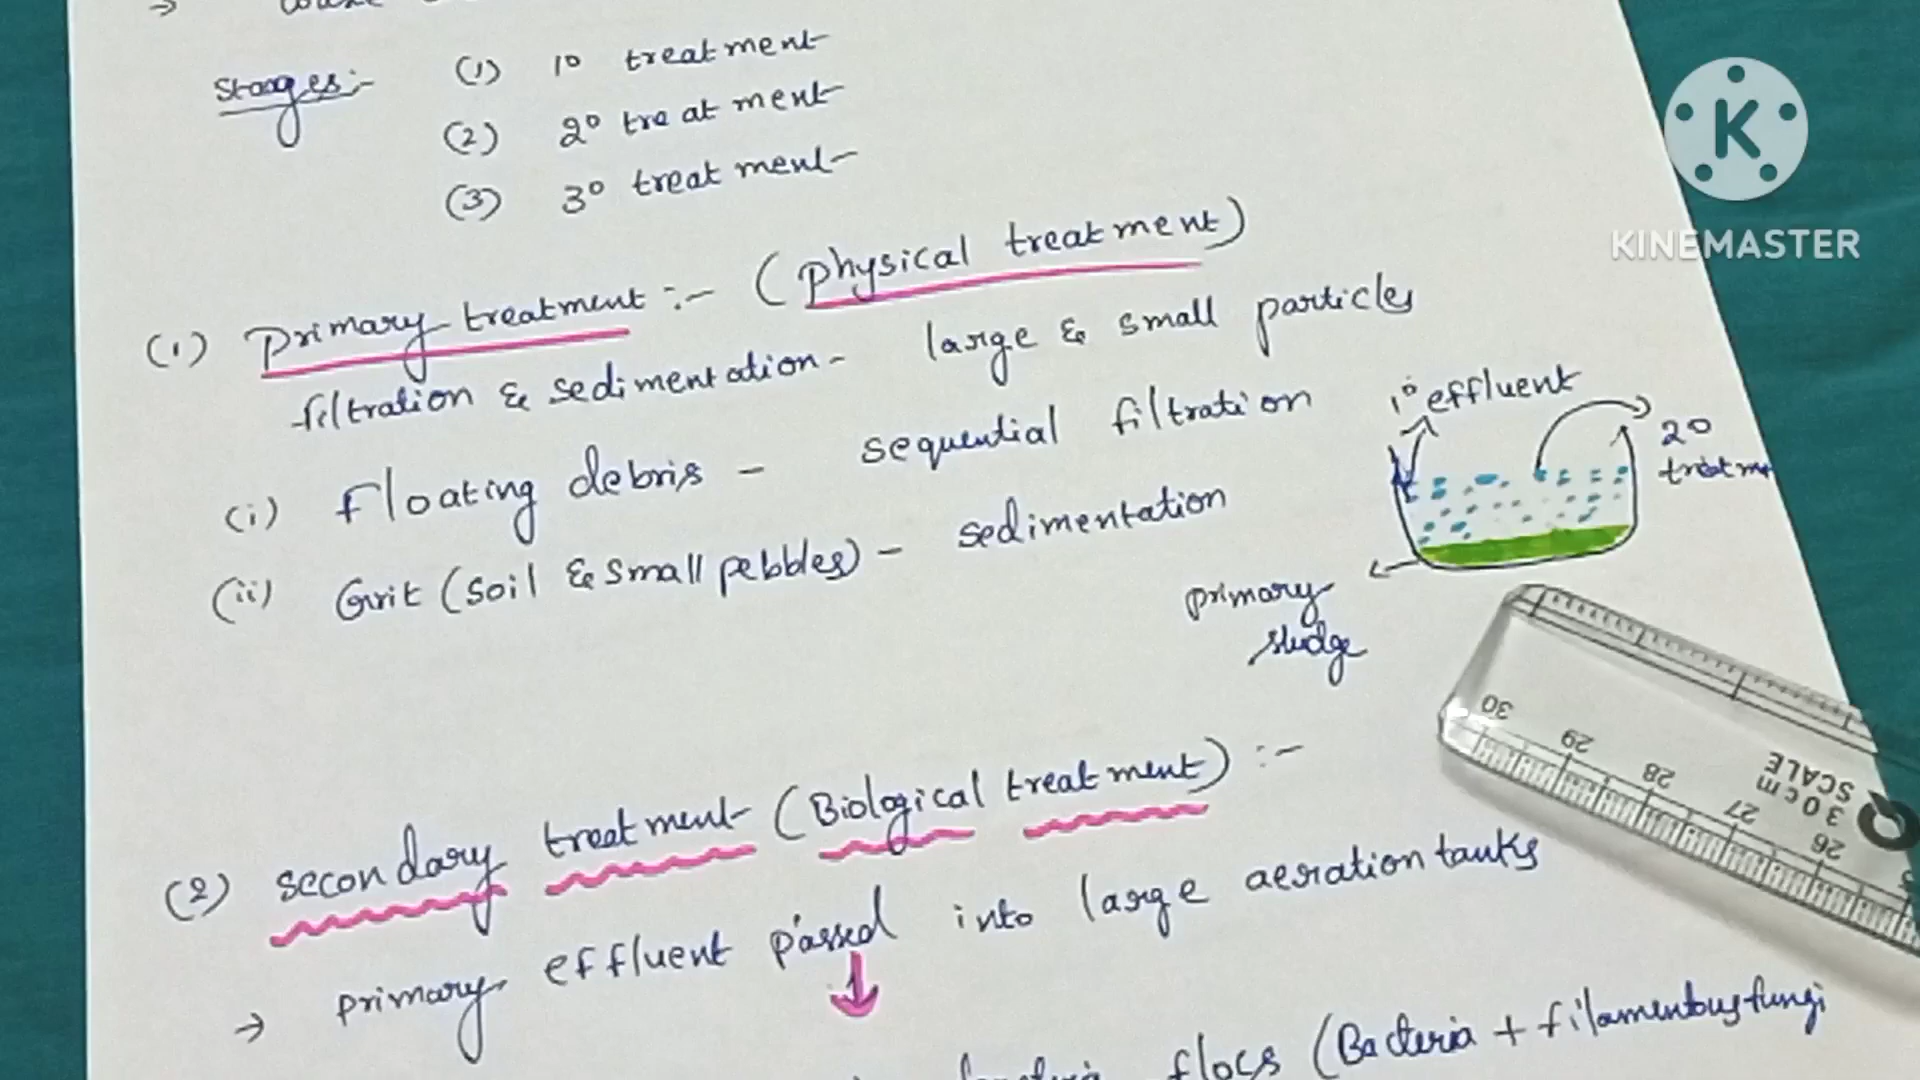 →
Stages:- (1) 1° treatment
(2) 2° treatment
(3) 3° treatment
(1) Primary treatment :- (physical treatment)
filtration & sedimentation - large & small particles
(i) Floating debris - sequential filtration
(ii) Grit (soil & small pebbles) - sedimentation
1° effluent
2°
treatm
primary
sludge
(2) secondary treatment (Biological treatment) :-
→ primary effluent passed into large aeration tanks
flocs (Bacteria + filamentous fungi
K
KINEMASTER
30 29 28 27 26
30cm
SCALE